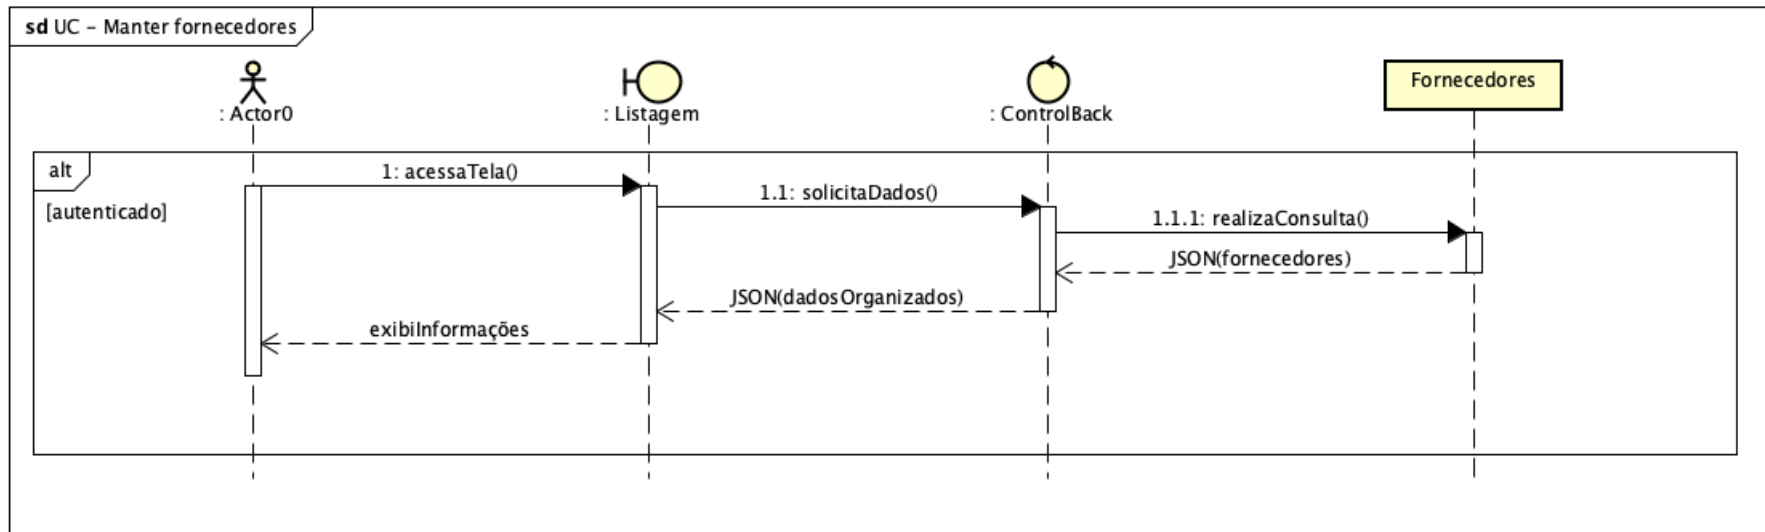 sd UC - Manter fornecedores
: Actor0
: Listagem
: ControlBack
Fornecedores
alt
[autenticado]
1: acessaTela()
1.1: solicitaDados()
1.1.1: realizaConsulta()
JSON(fornecedores)
JSON(dadosOrganizados)
exibiInformações